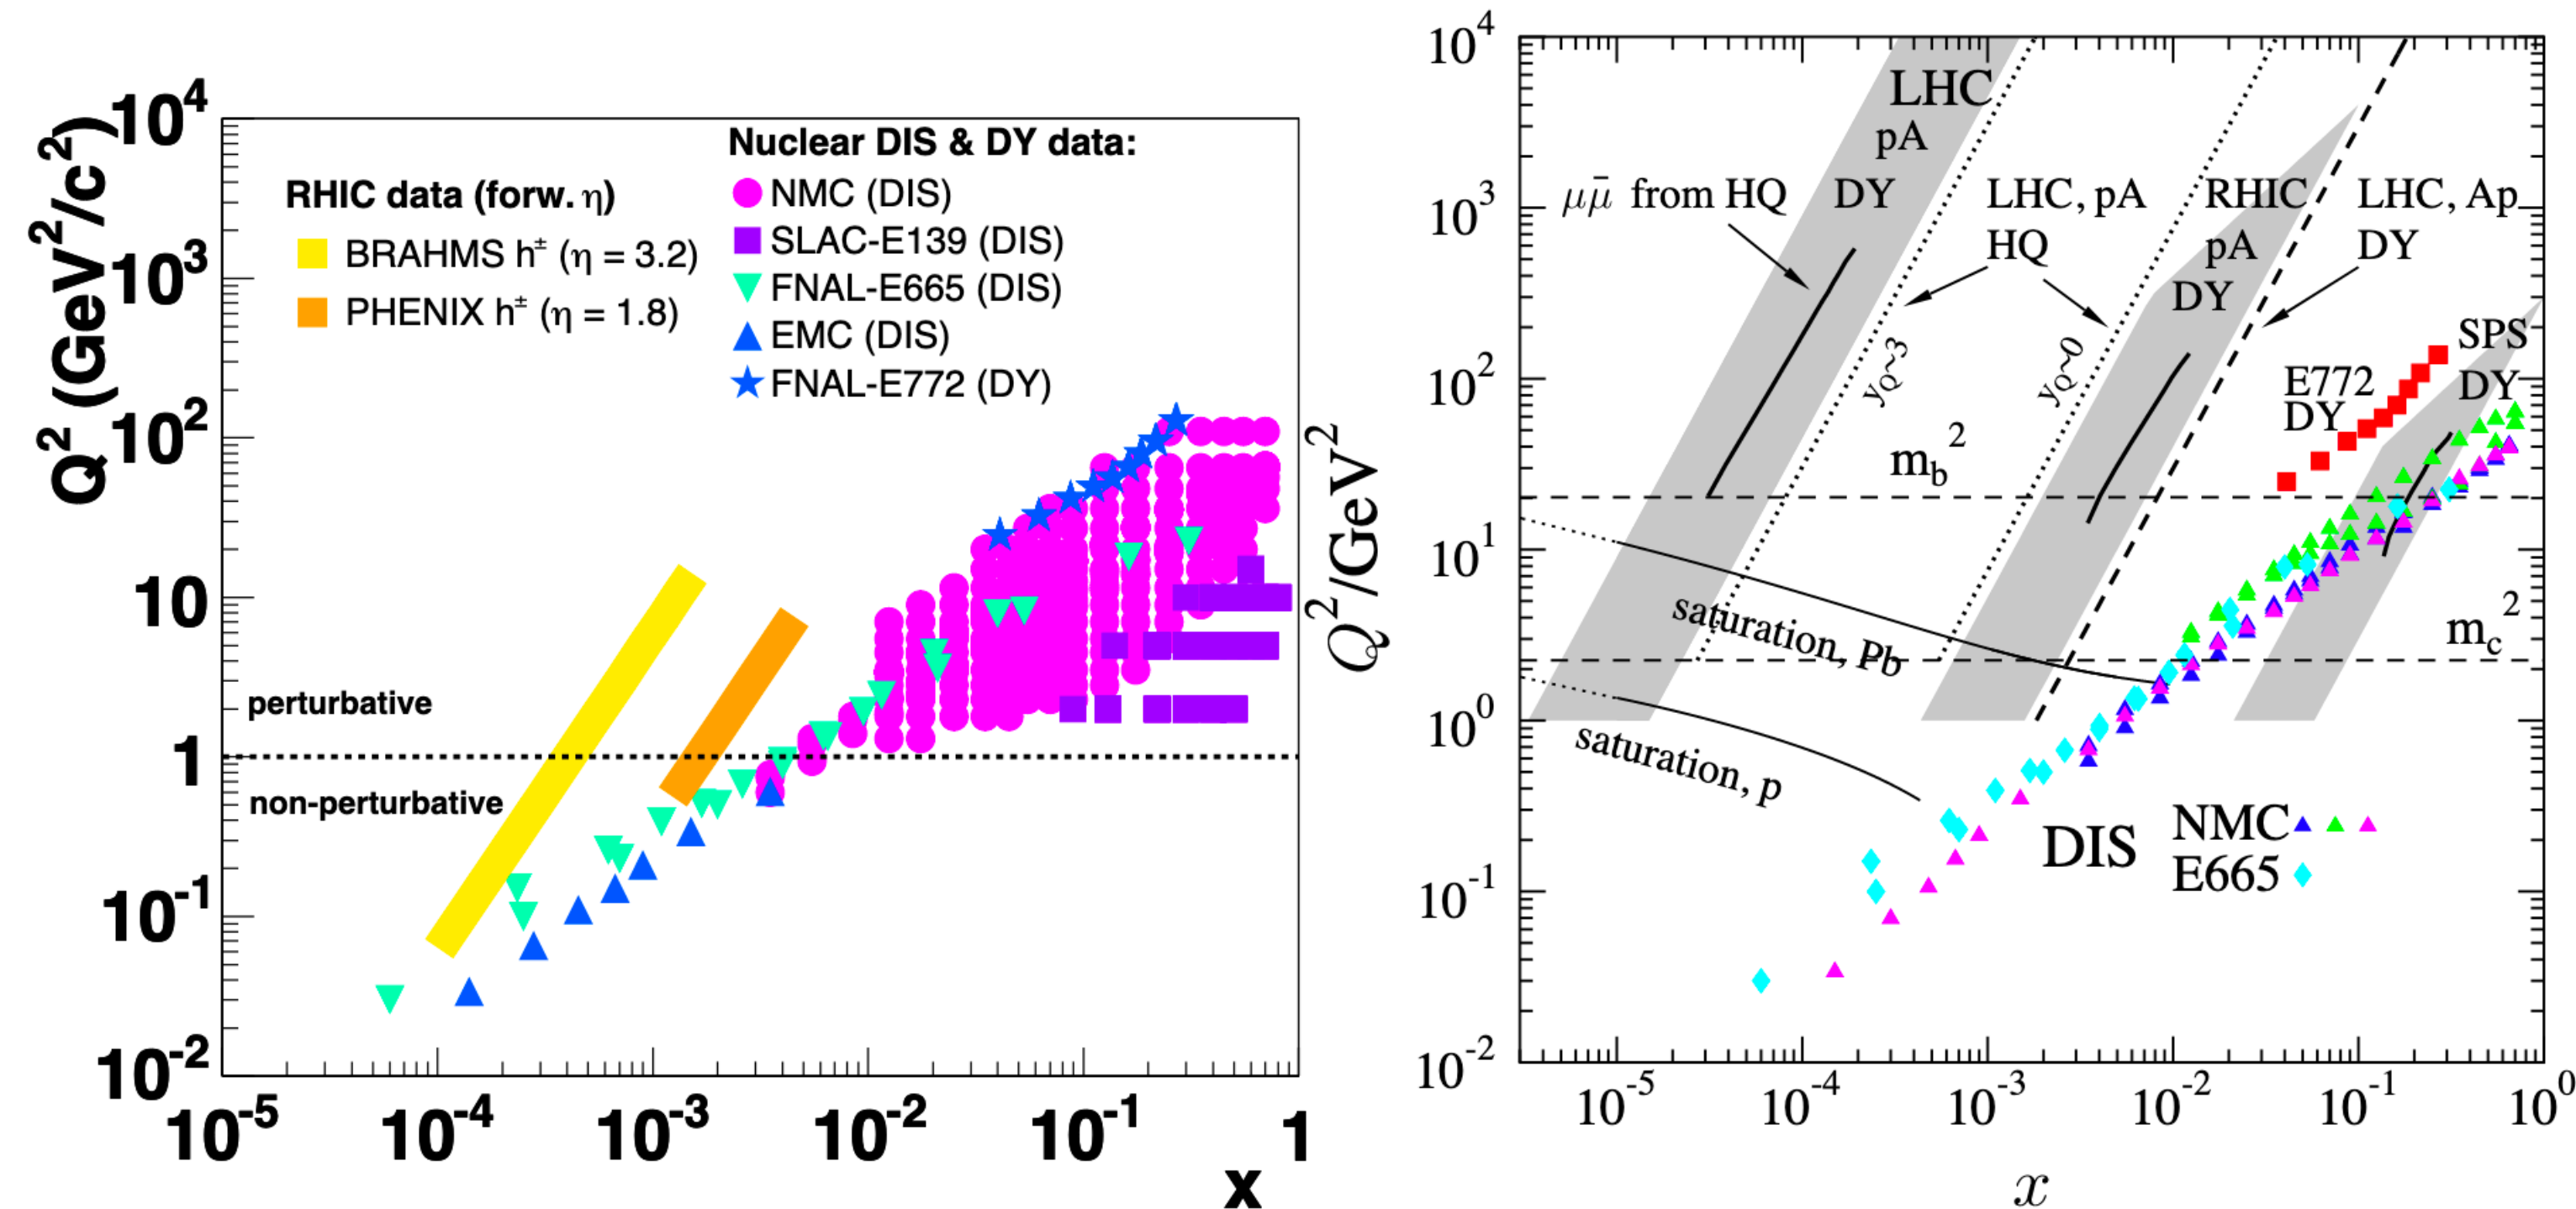 Q² (GeV²/c²)
10⁴
10³
10²
10
1
10⁻¹
10⁻²
RHIC data (forw. η)
BRAHMS h± (η = 3.2)
PHENIX h± (η = 1.8)
Nuclear DIS & DY data:
NMC (DIS)
SLAC-E139 (DIS)
FNAL-E665 (DIS)
EMC (DIS)
FNAL-E772 (DY)
perturbative
non-perturbative
10⁻⁵ 10⁻⁴ 10⁻³ 10⁻² 10⁻¹ 1
x
Q²/GeV²
10⁴
10³
10²
10¹
10⁰
10⁻¹
10⁻²
LHC
pA
DY
μμ̄ from HQ
LHC, pA
HQ
RHIC
pA
DY
LHC, Ap
DY
y_Q~3
y_Q~0
SPS
DY
E772
DY
m_b²
m_c²
saturation, Pb
saturation, p
DIS
NMC
E665
10⁻⁵ 10⁻⁴ 10⁻³ 10⁻² 10⁻¹ 10⁰
x